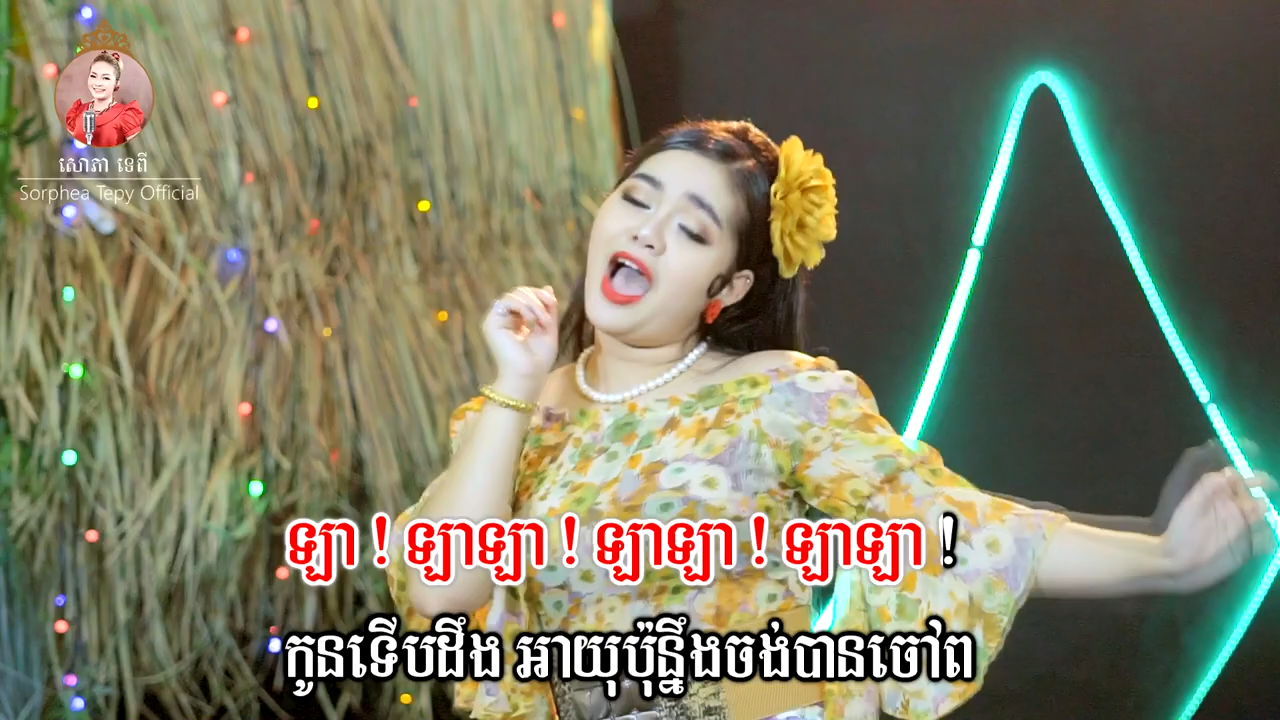 សោភា ទេពី
Sorphea Tepy Official
ឡា ! ឡាឡា ! ឡាឡា ! ឡាឡា !
កូនទើបដឹង អាយុប៉ុន្នឹងចង់បានចៅព